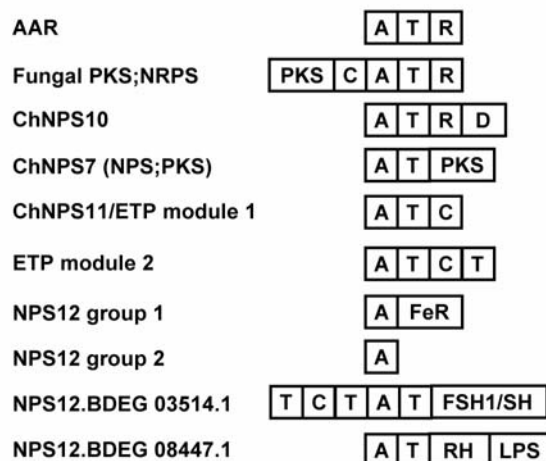 AAR A T R
Fungal PKS;NRPS PKS C A T R
ChNPS10 A T R D
ChNPS7 (NPS;PKS) A T PKS
ChNPS11/ETP module 1 A T C
ETP module 2 A T C T
NPS12 group 1 A FeR
NPS12 group 2 A
NPS12.BDEG 03514.1 T C T A T FSH1/SH
NPS12.BDEG 08447.1 A T RH LPS